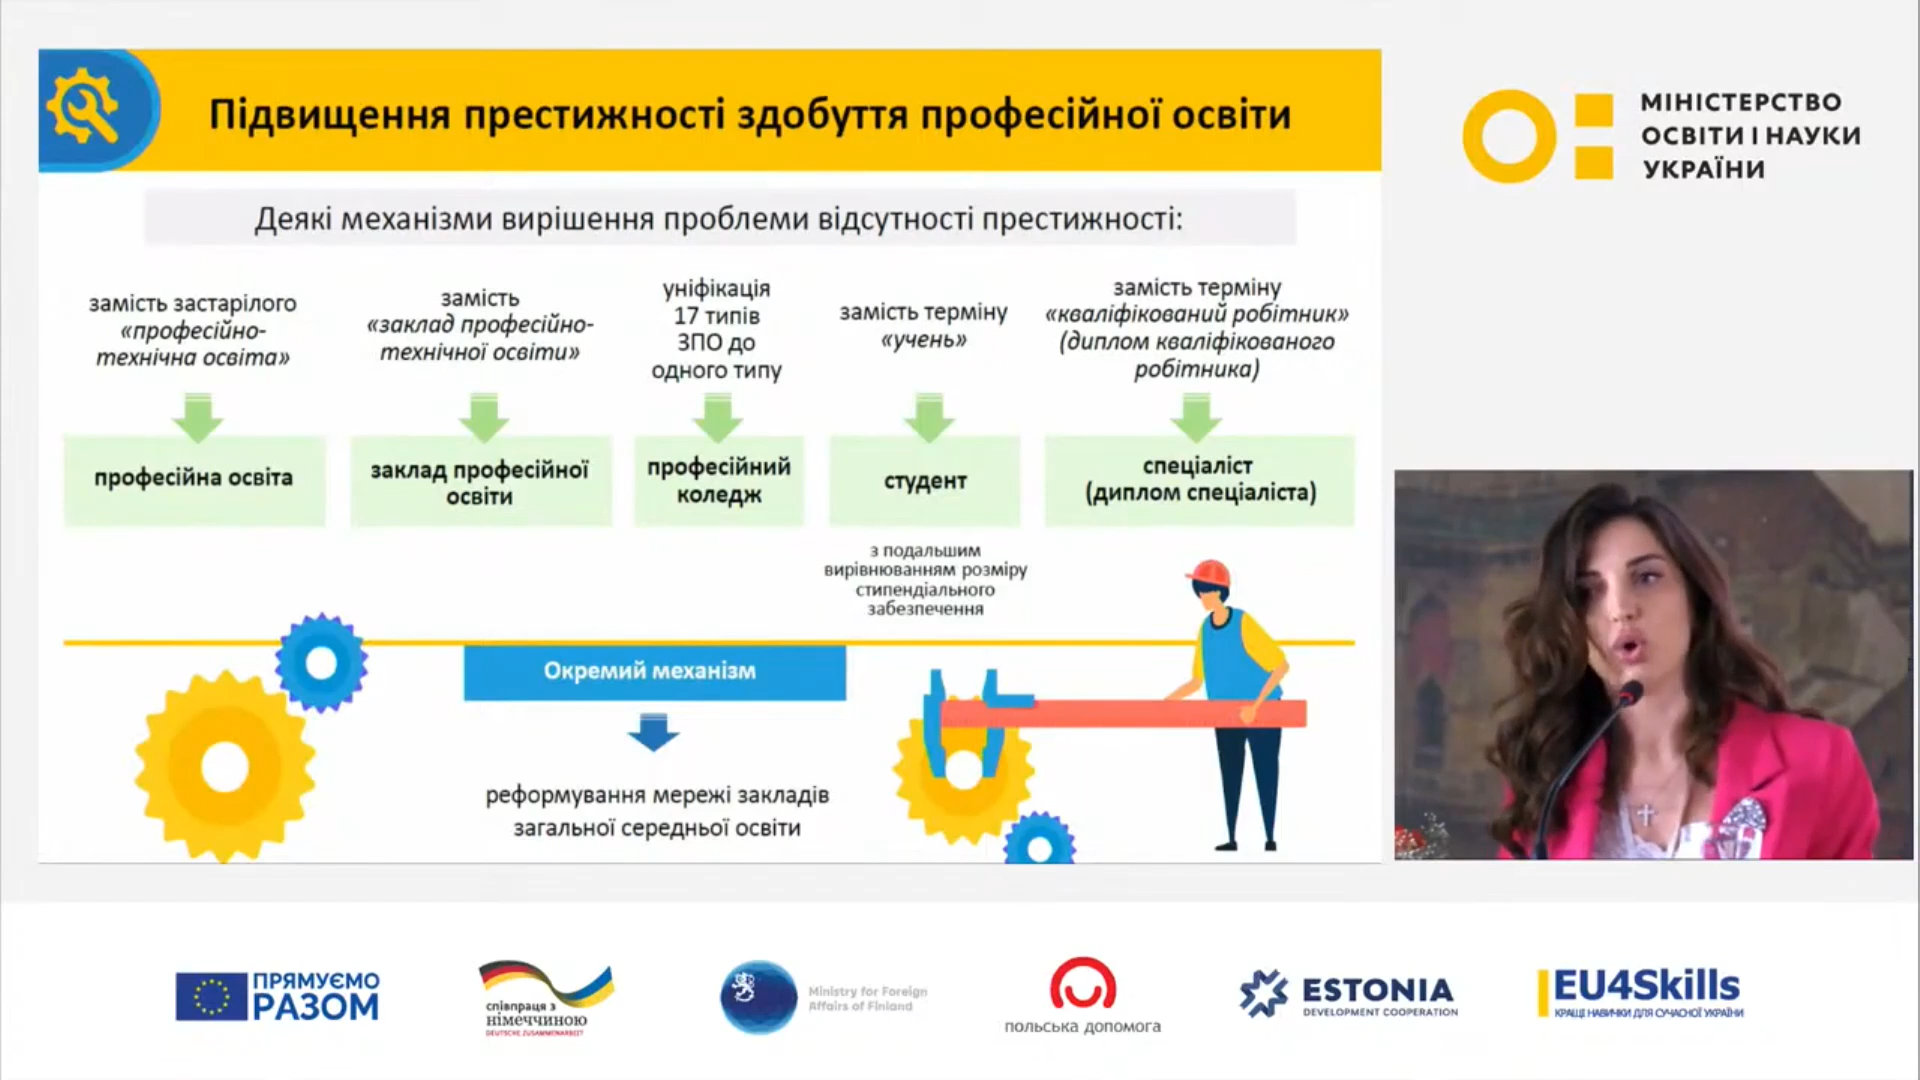 Підвищення престижності здобуття професійної освіти
МІНІСТЕРСТВО
ОСВІТИ І НАУКИ
УКРАЇНИ
Деякі механізми вирішення проблеми відсутності престижності:
замість застарілого
«професійно-
технічна освіта»
професійна освіта
замість
«заклад професійно-
технічної освіти»
заклад професійної
освіти
уніфікація
17 типів
ЗПО до
одного типу
професійний
коледж
замість терміну
«учень»
студент
з подальшим
вирівнюванням розміру
стипендіального
забезпечення
замість терміну
«кваліфікований робітник»
(диплом кваліфікованого
робітника)
спеціаліст
(диплом спеціаліста)
Окремий механізм
реформування мережі закладів
загальної середньої освіти
ПРЯМУЄМО
РАЗОМ
співпраця з
німеччиною
DEUTSCHE ZUSAMMENARBEIT
Ministry for Foreign
Affairs of Finland
польська допомога
ESTONIA
DEVELOPMENT COOPERATION
EU4Skills
КРАЩІ НАВИЧКИ ДЛЯ СУЧАСНОЇ УКРАЇНИ